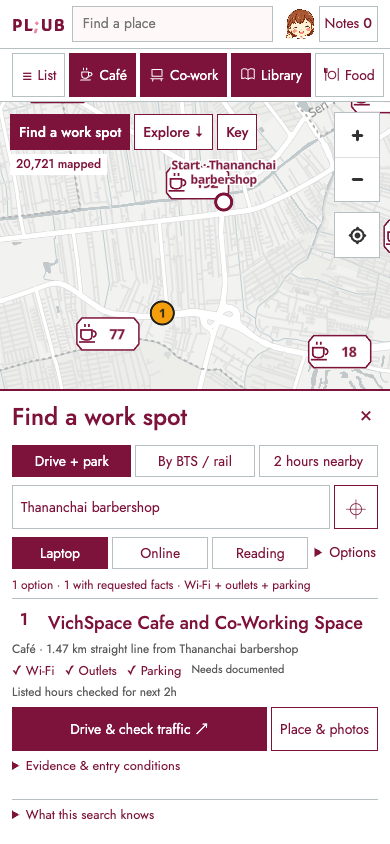 PL;UB
Find a place
Notes 0
≡ List
Café
Co-work
Library
Food
Find a work spot
Explore ↓
Key
20,721 mapped
Start · Thananchai
barbershop
+
−
1
77
18
Find a work spot
×
Drive + park
By BTS / rail
2 hours nearby
Thananchai barbershop
Laptop
Online
Reading
▶ Options
1 option · 1 with requested facts · Wi-Fi + outlets + parking
1 VichSpace Cafe and Co-Working Space
Café · 1.47 km straight line from Thananchai barbershop
✓ Wi-Fi ✓ Outlets ✓ Parking Needs documented
Listed hours checked for next 2h
Drive & check traffic ↗
Place & photos
▶ Evidence & entry conditions
▶ What this search knows